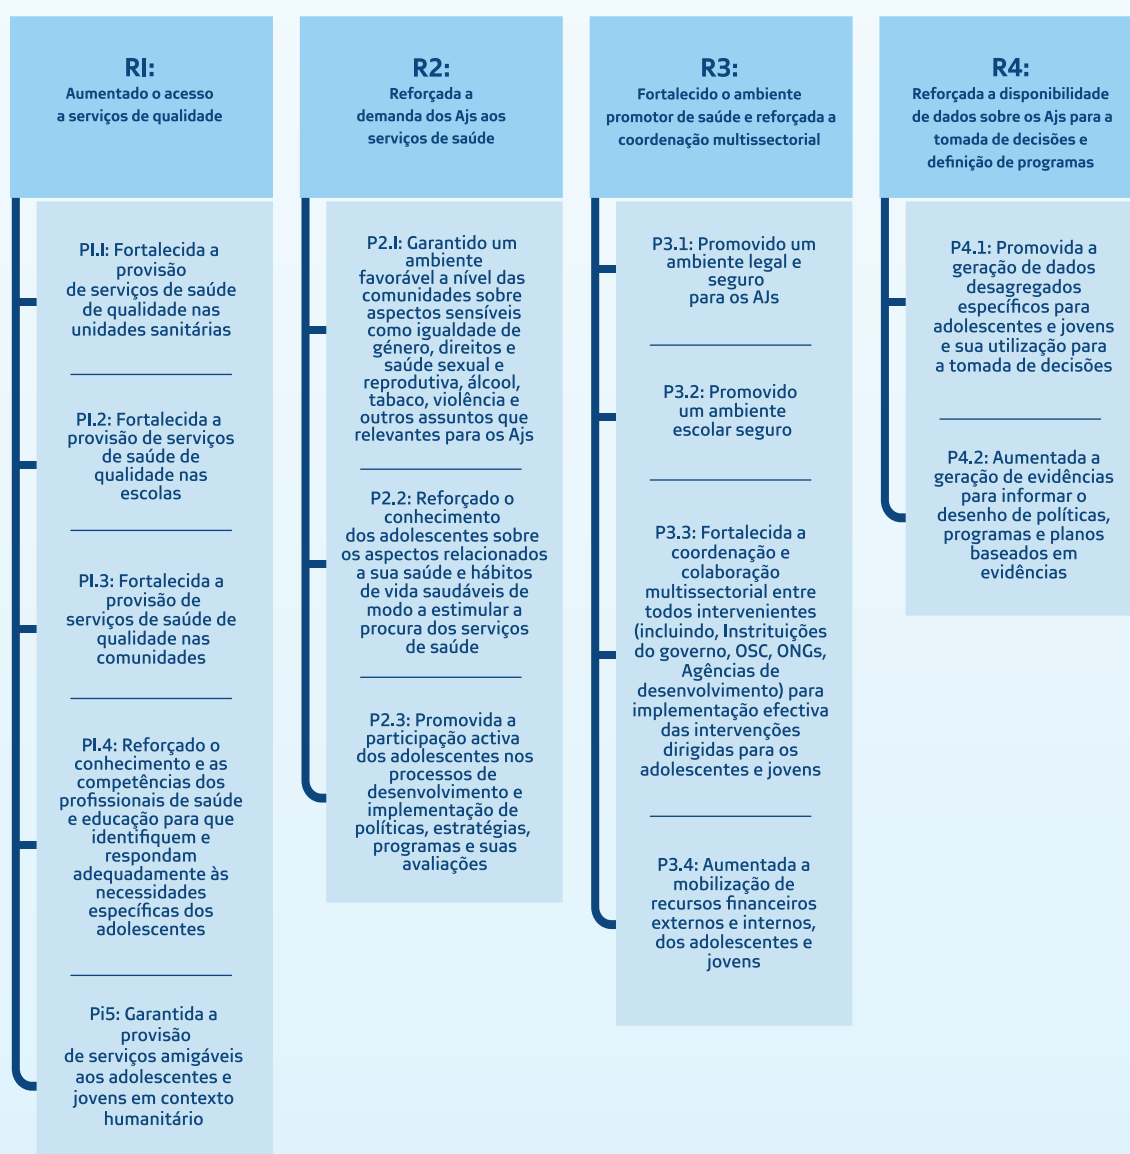 RI:
Aumentado o acesso
a serviços de qualidade
PI.I: Fortalecida a
provisão
de serviços de saúde
de qualidade nas
unidades sanitárias
PI.2: Fortalecida a
provisão de serviços
de saúde de
qualidade nas
escolas
PI.3: Fortalecida a
provisão de
serviços de saúde de
qualidade nas
comunidades
PI.4: Reforçado o
conhecimento e as
competências dos
profissionais de saúde
e educação para que
identifiquem e
respondam
adequadamente às
necessidades
específicas dos
adolescentes
Pi5: Garantida a
provisão
de serviços amigáveis
aos adolescentes e
jovens em contexto
humanitário
R2:
Reforçada a
demanda dos Ajs aos
serviços de saúde
P2.I: Garantido um
ambiente
favorável a nível das
comunidades sobre
aspectos sensíveis
como igualdade de
género, direitos e
saúde sexual e
reprodutiva, álcool,
tabaco, violência e
outros assuntos que
relevantes para os Ajs
P2.2: Reforçado o
conhecimento
dos adolescentes sobre
os aspectos relacionados
a sua saúde e hábitos
de vida saudáveis de
modo a estimular a
procura dos serviços
de saúde
P2.3: Promovida a
participação activa
dos adolescentes nos
processos de
desenvolvimento e
implementação de
políticas, estratégias,
programas e suas
avaliações
R3:
Fortalecido o ambiente
promotor de saúde e reforçada a
coordenação multissectorial
P3.1: Promovido um
ambiente legal e
seguro
para os AJs
P3.2: Promovido
um ambiente
escolar seguro
P3.3: Fortalecida a
coordenação e
colaboração
multissectorial entre
todos intervenientes
(incluindo, Instrituições
do governo, OSC, ONGs,
Agências de
desenvolvimento) para
implementação efectiva
das intervenções
dirigidas para os
adolescentes e jovens
P3.4: Aumentada a
mobilização de
recursos financeiros
externos e internos,
dos adolescentes e
jovens
R4:
Reforçada a disponibilidade
de dados sobre os Ajs para a
tomada de decisões e
definição de programas
P4.1: Promovida a
geração de dados
desagregados
específicos para
adolescentes e jovens
e sua utilização para
a tomada de decisões
P4.2: Aumentada a
geração de evidências
para informar o
desenho de políticas,
programas e planos
baseados em
evidências